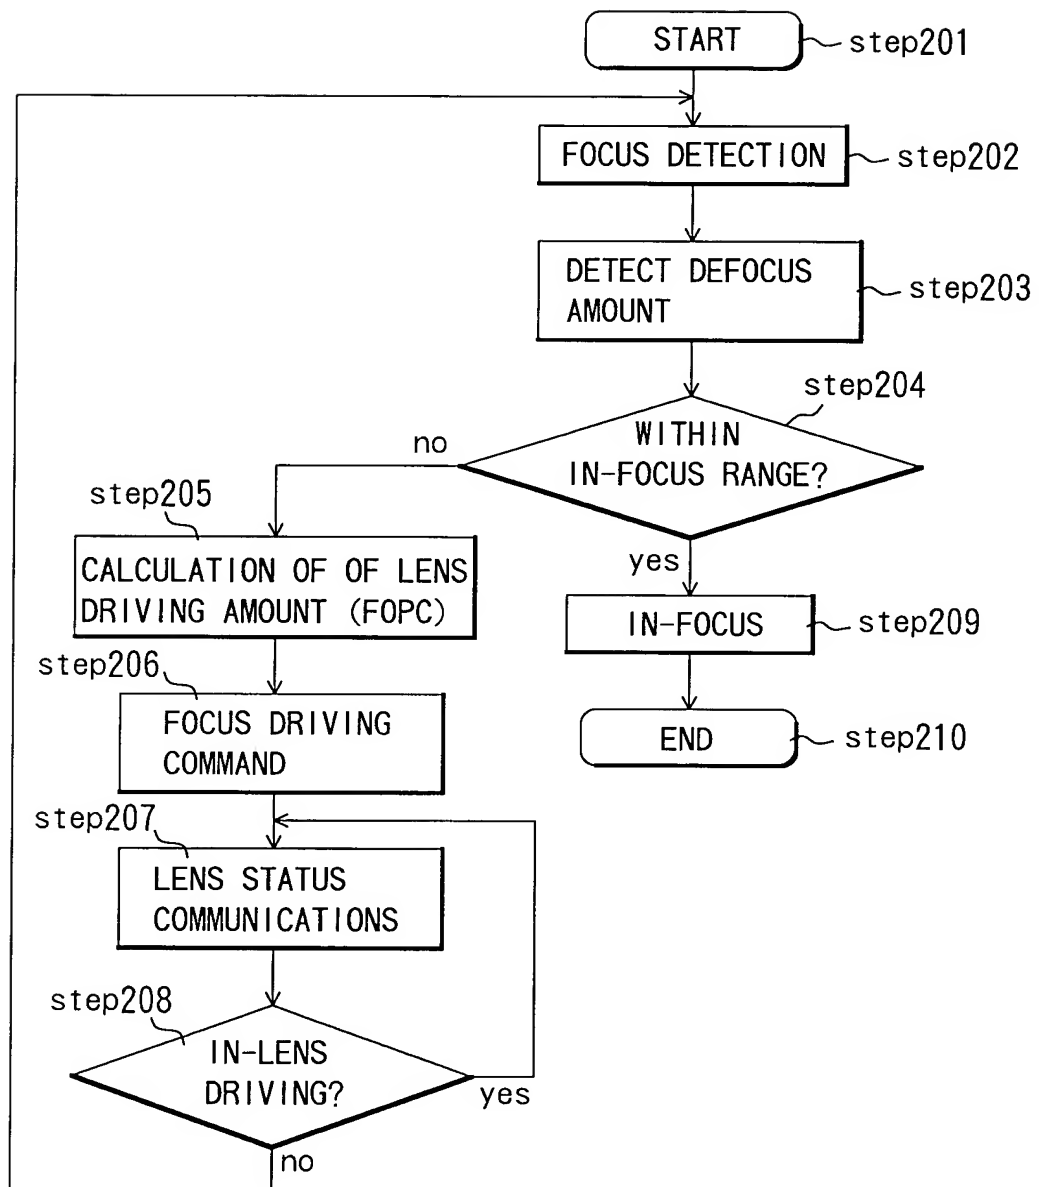 START
step201
FOCUS DETECTION
step202
DETECT DEFOCUS
AMOUNT
step203
step204
WITHIN
IN-FOCUS RANGE?
no
yes
step205
CALCULATION OF OF LENS
DRIVING AMOUNT (FOPC)
IN-FOCUS
step209
step206
FOCUS DRIVING
COMMAND
END
step210
step207
LENS STATUS
COMMUNICATIONS
step208
IN-LENS
DRIVING?
yes
no